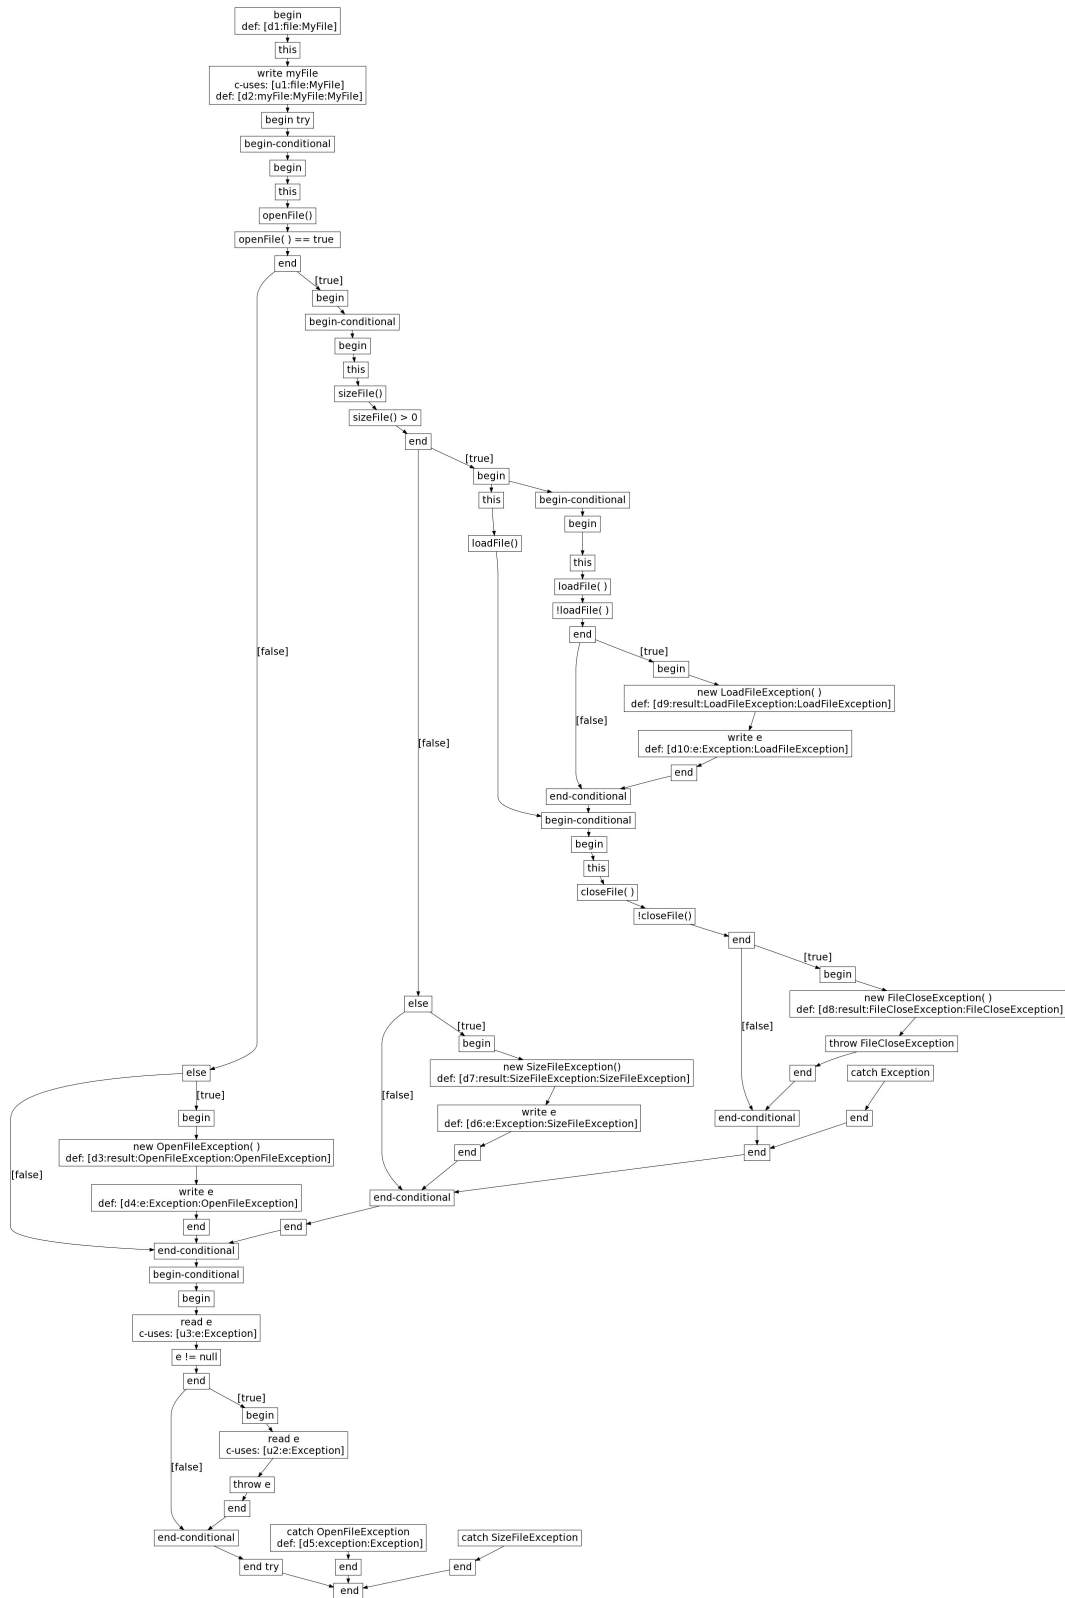 begin
def: [d1:file:MyFile]
this
write myFile
c-uses: [u1:file:MyFile]
def: [d2:myFile:MyFile:MyFile]
begin try
begin-conditional
begin
this
openFile()
openFile( ) == true
end
[true]
begin
begin-conditional
begin
this
sizeFile()
sizeFile() > 0
end
[true]
begin
this
begin-conditional
begin
loadFile()
this
loadFile( )
!loadFile( )
end
[true]
[false]
begin
new LoadFileException( )
def: [d9:result:LoadFileException:LoadFileException]
[false]
write e
def: [d10:e:Exception:LoadFileException]
[false]
end
end-conditional
begin-conditional
begin
this
closeFile( )
!closeFile()
end
[true]
begin
else
new FileCloseException( )
def: [d8:result:FileCloseException:FileCloseException]
[true]
[false]
begin
throw FileCloseException
new SizeFileException()
def: [d7:result:SizeFileException:SizeFileException]
else
end
catch Exception
[true]
[false]
begin
write e
def: [d6:e:Exception:SizeFileException]
end-conditional
end
new OpenFileException( )
def: [d3:result:OpenFileException:OpenFileException]
end
end
[false]
write e
def: [d4:e:Exception:OpenFileException]
end-conditional
end
end
end-conditional
begin-conditional
begin
read e
c-uses: [u3:e:Exception]
e != null
end
[true]
begin
read e
c-uses: [u2:e:Exception]
[false]
throw e
end
end-conditional
catch OpenFileException
def: [d5:exception:Exception]
catch SizeFileException
end try
end
end
end